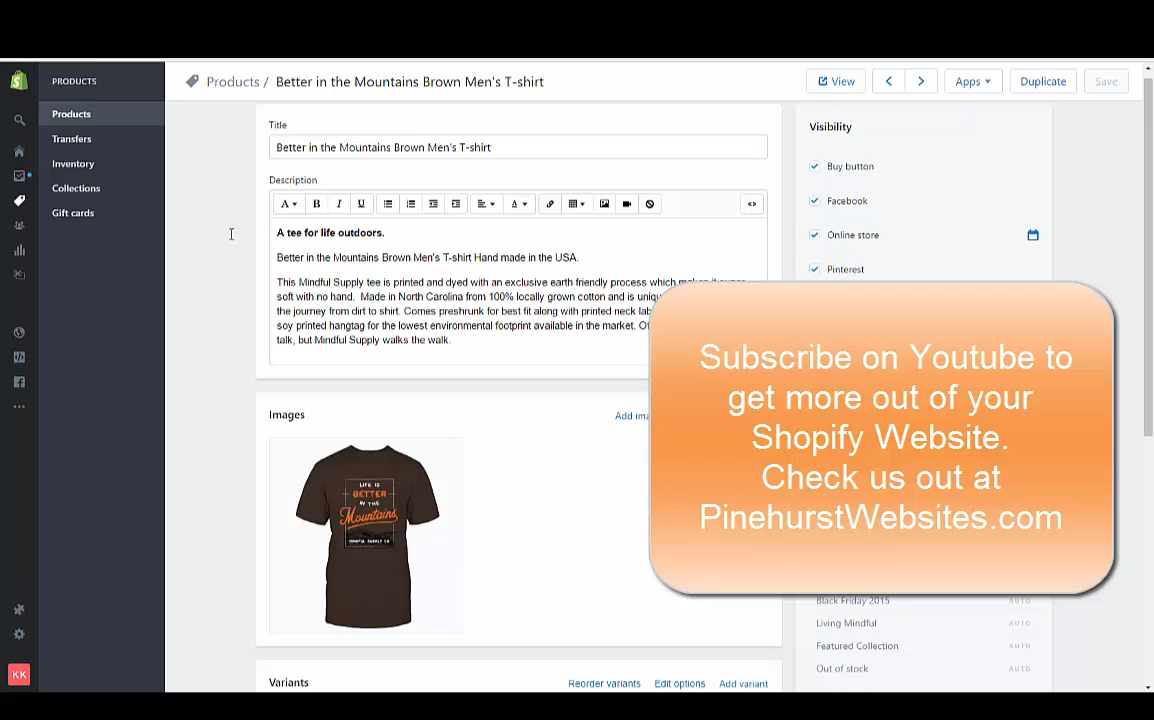 PRODUCTS
Products
Transfers
Inventory
Collections
Gift cards
KK
Products / Better in the Mountains Brown Men's T-shirt
View
Apps
Duplicate
Save
Title
Better in the Mountains Brown Men's T-shirt
Description
A
B
I
U
A
<>
A tee for life outdoors.
Better in the Mountains Brown Men's T-shirt Hand made in the USA.
This Mindful Supply tee is printed and dyed with an exclusive earth friendly process which
soft with no hand. Made in North Carolina from 100% locally grown cotton and is
the journey from dirt to shirt. Comes preshrunk for best fit along with printed neck
soy printed hangtag for the lowest environmental footprint available in the market.
talk, but Mindful Supply walks the walk.
Images
Add
LIFE IS
BETTER
IN THE
Mountains
MINDFUL SUPPLY CO
Variants
Reorder variants
Edit options
Add variant
Visibility
Buy button
Facebook
Online store
Pinterest
Subscribe on Youtube to
get more out of your
Shopify Website.
Check us out at
PinehurstWebsites.com
Black Friday 2015 AUTO
Living Mindful AUTO
Featured Collection AUTO
Out of stock AUTO